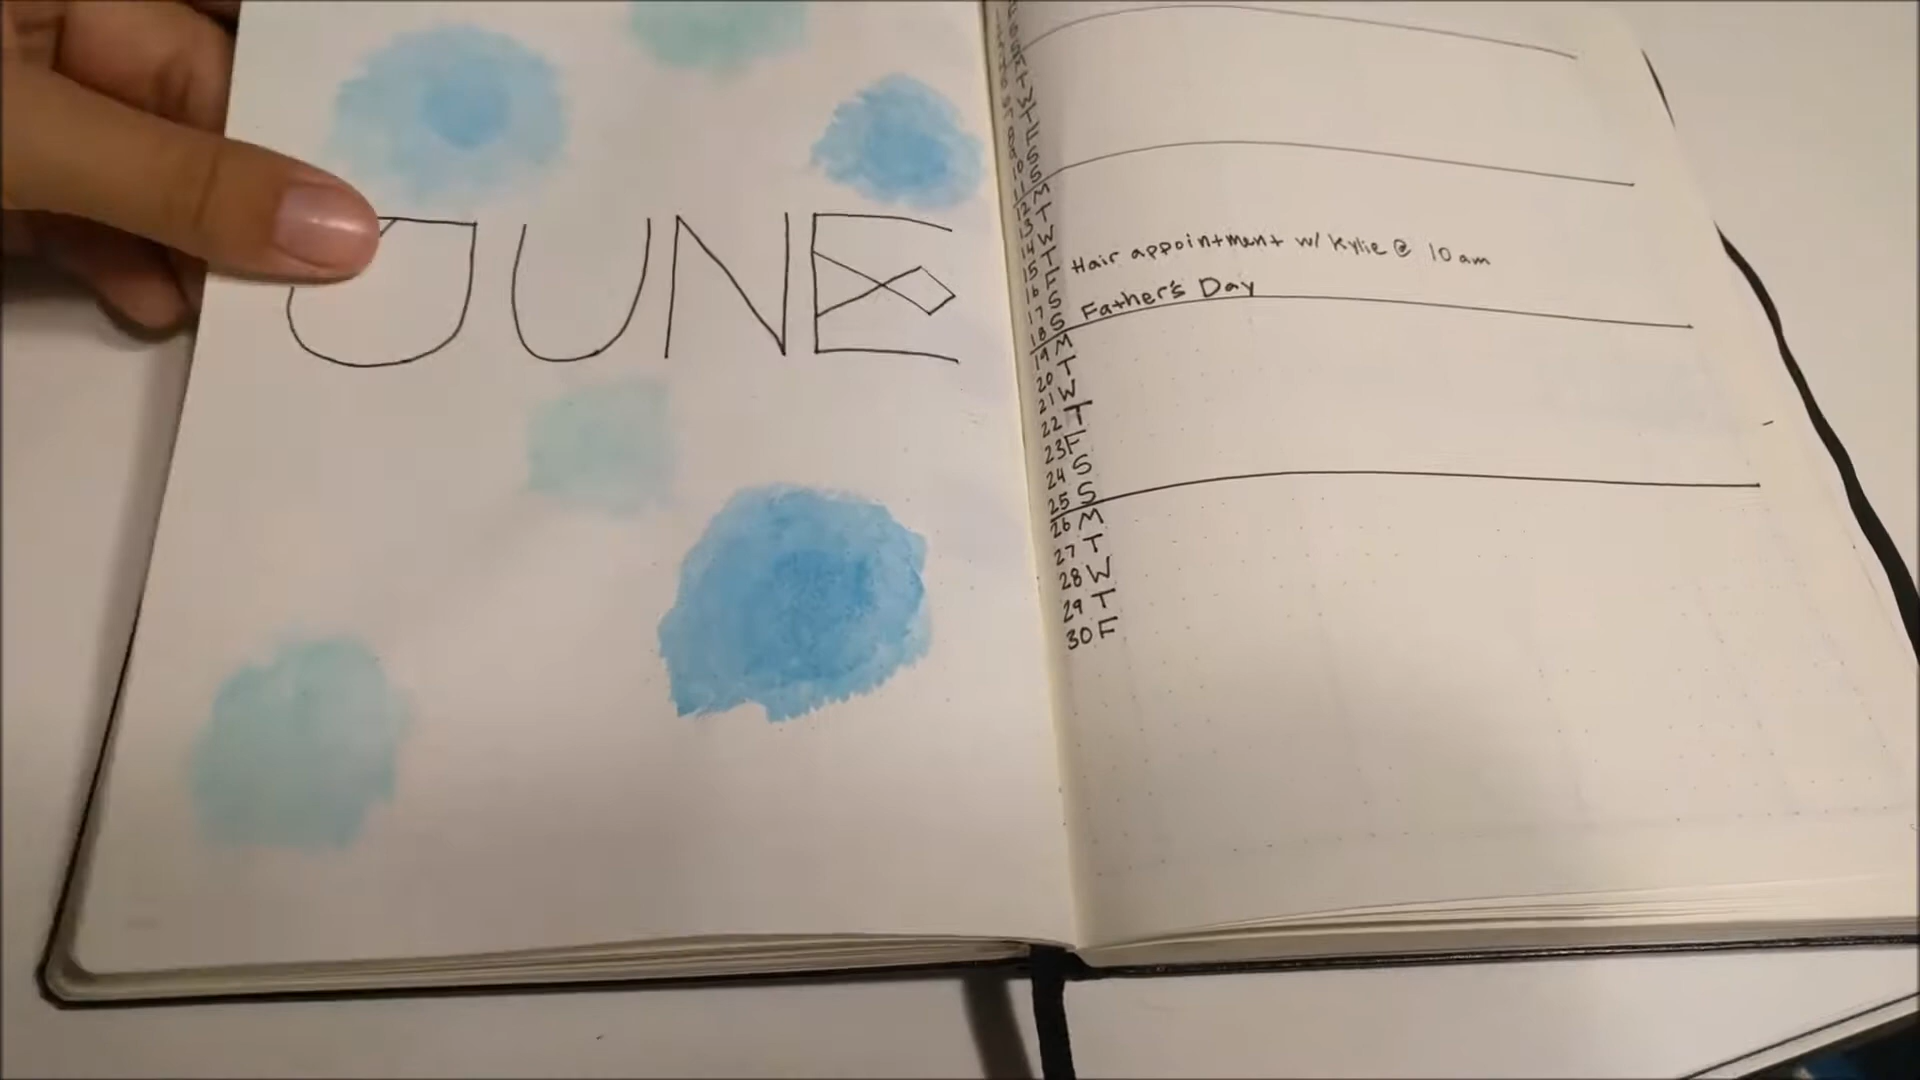 JUNE
M
T
W
T
F
S
10 S
11 S
12 M
13 T
14 W
15 T
16 F Hair appointment w/ Kylie @ 10 am
17 S
18 S Father's Day
19 M
20 T
21 W
22 T
23 F
24 S
25 S
26 M
27 T
28 W
29 T
30 F